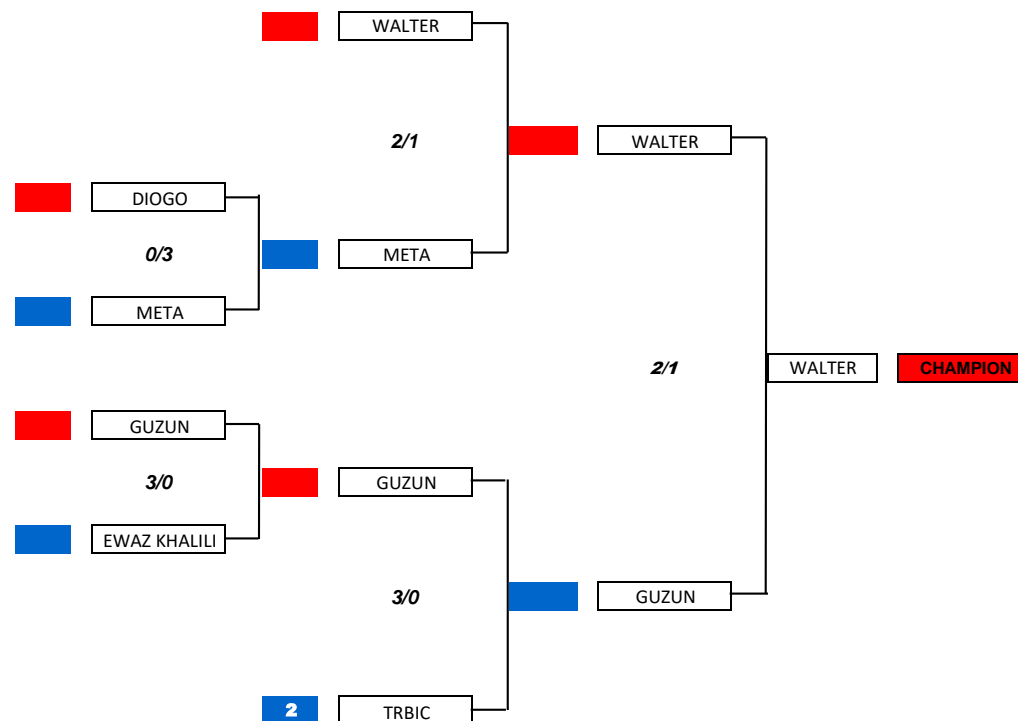 WALTER
2/1
WALTER
DIOGO
0/3
META
META
2/1
WALTER
CHAMPION
GUZUN
3/0
GUZUN
EWAZ KHALILI
3/0
GUZUN
2
TRBIC